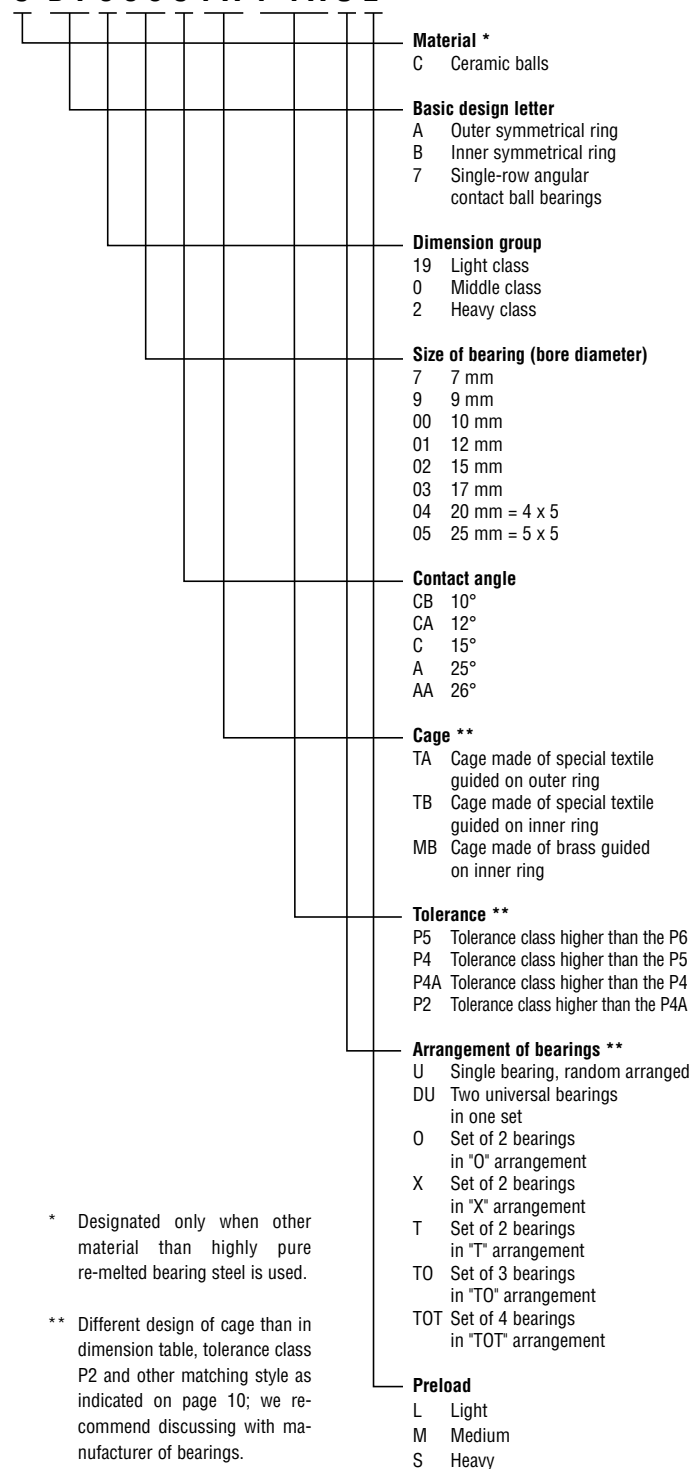 Material *
C Ceramic balls
Basic design letter
A Outer symmetrical ring
B Inner symmetrical ring
7 Single-row angular
contact ball bearings
Dimension group
19 Light class
0 Middle class
2 Heavy class
Size of bearing (bore diameter)
7 7 mm
9 9 mm
00 10 mm
01 12 mm
02 15 mm
03 17 mm
04 20 mm = 4 x 5
05 25 mm = 5 x 5
Contact angle
CB 10°
CA 12°
C 15°
A 25°
AA 26°
Cage **
TA Cage made of special textile
guided on outer ring
TB Cage made of special textile
guided on inner ring
MB Cage made of brass guided
on inner ring
Tolerance **
P5 Tolerance class higher than the P6
P4 Tolerance class higher than the P5
P4A Tolerance class higher than the P4
P2 Tolerance class higher than the P4A
Arrangement of bearings **
U Single bearing, random arranged
DU Two universal bearings
in one set
O Set of 2 bearings
in "O" arrangement
X Set of 2 bearings
in "X" arrangement
T Set of 2 bearings
in "T" arrangement
TO Set of 3 bearings
in "TO" arrangement
TOT Set of 4 bearings
in "TOT" arrangement
Preload
L Light
M Medium
S Heavy
* Designated only when other
material than highly pure
re-melted bearing steel is used.
** Different design of cage than in
dimension table, tolerance class
P2 and other matching style as
indicated on page 10; we re-
commend discussing with ma-
nufacturer of bearings.